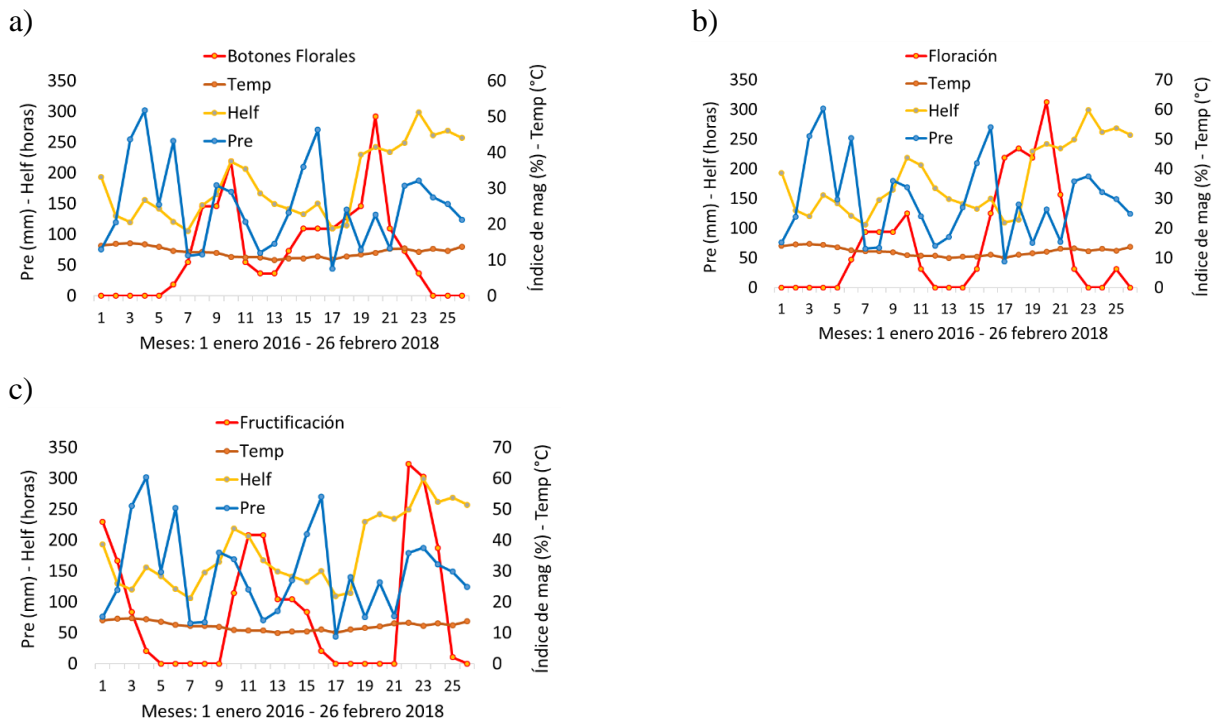 a)
Botones Florales
Temp
Helf
Pre
Pre (mm) - Helf (horas)
350
300
250
200
150
100
50
0
60
50
40
30
20
10
0
Índice de mag (%) - Temp (°C)
1 3 5 7 9 11 13 15 17 19 21 23 25
Meses: 1 enero 2016 - 26 febrero 2018
b)
Floración
Temp
Helf
Pre
Pre (mm) - Helf (horas)
350
300
250
200
150
100
50
0
70
60
50
40
30
20
10
0
Índice de mag (%) - Temp (°C)
1 3 5 7 9 11 13 15 17 19 21 23 25
Meses: 1 enero 2016 - 26 febrero 2018
c)
Fructificación
Temp
Helf
Pre
Pre (mm) - Helf (horas)
350
300
250
200
150
100
50
0
70
60
50
40
30
20
10
0
Índice de mag (%) - Temp (°C)
1 3 5 7 9 11 13 15 17 19 21 23 25
Meses: 1 enero 2016 - 26 febrero 2018